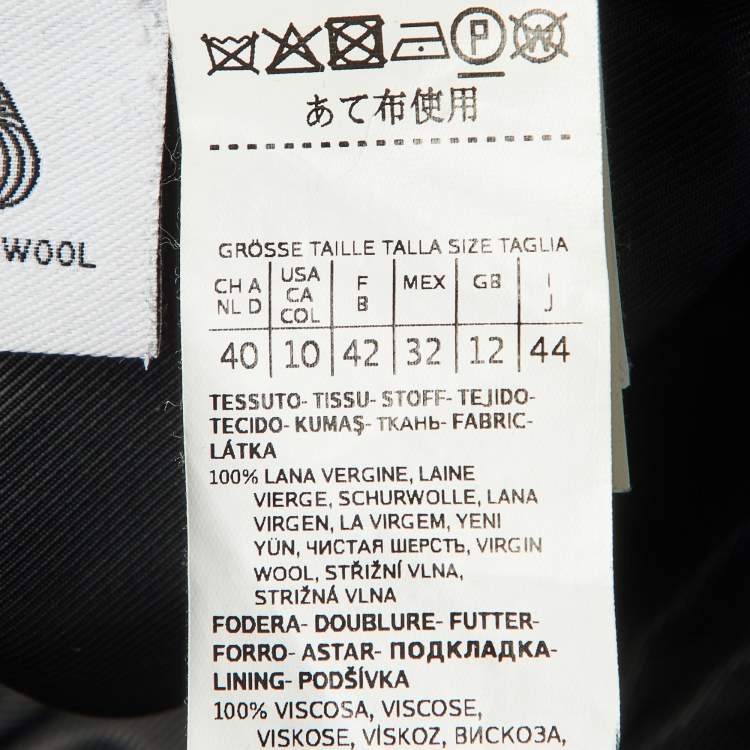 WOOL
P
W
あて布使用
GRÖSSE TAILLE TALLA SIZE TAGLIA
CH A NL D | USA CA COL | F B | MEX | GB | I J
40 | 10 | 42 | 32 | 12 | 44
TESSUTO- TISSU- STOFF- TEJIDO-
TECIDO- KUMAŞ- ТКАНЬ- FABRIC-
LÁTKA
100% LANA VERGINE, LAINE
VIERGE, SCHURWOLLE, LANA
VIRGEN, LA VIRGEM, YENI
YÜN, ЧИСТАЯ ШЕРСТЬ, VIRGIN
WOOL, STŘIŽNÍ VLNA,
STRIŽNÁ VLNA
FODERA- DOUBLURE- FUTTER-
FORRO- ASTAR- ПОДКЛАДКА-
LINING- PODŠÍVKA
100% VISCOSA, VISCOSE,
VISKOSE, VÍSKOZ, ВИСКОЗА,